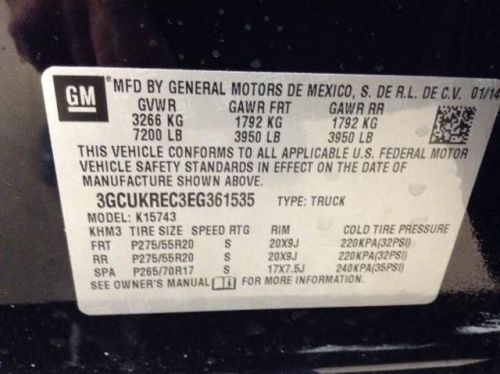 GM
®MFD BY GENERAL MOTORS DE MEXICO, S. DE R.L. DE C.V. 01/14
GVWR GAWR FRT GAWR RR
3266 KG 1792 KG 1792 KG
7200 LB 3950 LB 3950 LB
THIS VEHICLE CONFORMS TO ALL APPLICABLE U.S. FEDERAL MOTOR
VEHICLE SAFETY STANDARDS IN EFFECT ON THE DATE OF
MANUFACTURE SHOWN ABOVE.
3GCUKREC3EG361535 TYPE: TRUCK
MODEL: K15743
KHM3 TIRE SIZE SPEED RTG RIM COLD TIRE PRESSURE
FRT P275/55R20 S 20X9J 220KPA(32PSI)
RR P275/55R20 S 20X9J 220KPA(32PSI)
SPA P265/70R17 S 17X7.5J 240KPA(35PSI)
SEE OWNER'S MANUAL FOR MORE INFORMATION.